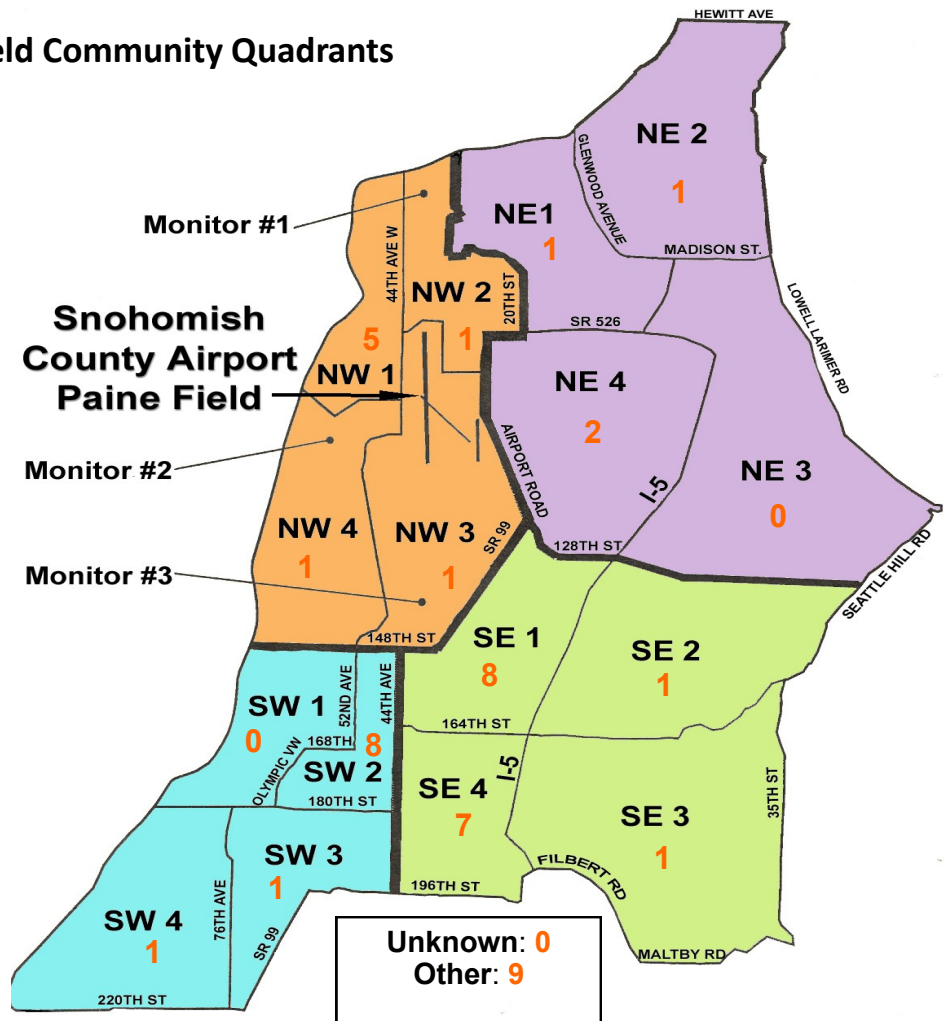 eld Community Quadrants
HEWITT AVE
NE 2
1
GLENWOOD AVENUE
MADISON ST.
Monitor #1
44TH AVE W
NE1
1
NW 2
1
20TH ST
SR 526
LOWELL LARIMER RD
Snohomish
County Airport
Paine Field
5
NW 1
NE 4
2
AIRPORT ROAD
I-5
NE 3
0
Monitor #2
NW 4
1
NW 3
1
SR 99
128TH ST
SEATTLE HILL RD
Monitor #3
148TH ST
SE 1
8
SE 2
1
SW 1
0
52ND AVE
44TH AVE
168TH
8
OLYMPIC VW
SW 2
180TH ST
164TH ST
I-5
SE 4
7
SE 3
1
35TH ST
SW 3
1
76TH AVE
SW 4
1
SR 99
196TH ST
FILBERT RD
MALTBY RD
220TH ST
Unknown: 0
Other: 9